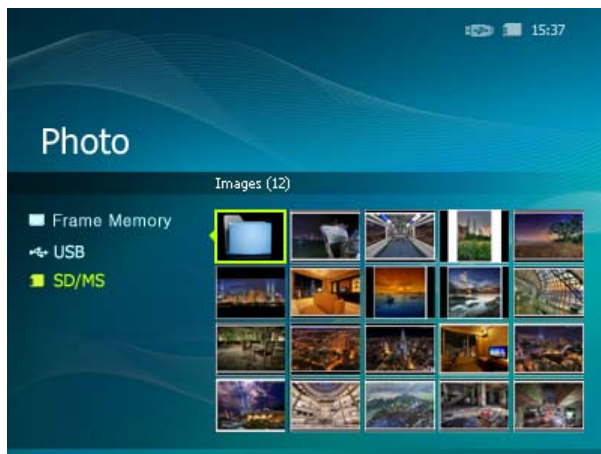 15:37
Photo
Images (12)
Frame Memory
USB
SD/MS